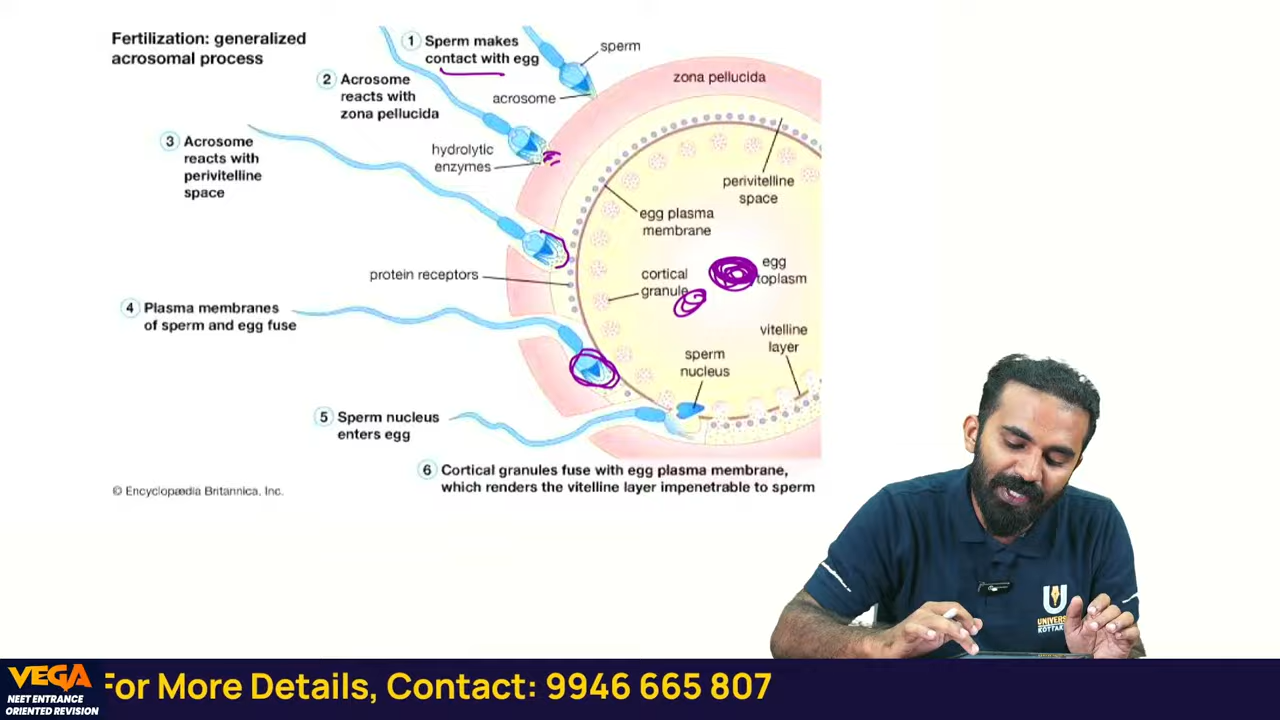 Fertilization: generalized
acrosomal process
1 Sperm makes
contact with egg
sperm
2 Acrosome
reacts with
zona pellucida
acrosome
zona pellucida
3 Acrosome
reacts with
perivitelline
space
hydrolytic
enzymes
perivitelline
space
egg plasma
membrane
protein receptors
cortical
granule
egg
toplasm
4 Plasma membranes
of sperm and egg fuse
vitelline
layer
sperm
nucleus
5 Sperm nucleus
enters egg
6 Cortical granules fuse with egg plasma membrane,
which renders the vitelline layer impenetrable to sperm
© Encyclopædia Britannica, Inc.
U
UNIVERS
KOTTAK
VEGA
NEET ENTRANCE
ORIENTED REVISION
For More Details, Contact: 9946 665 807